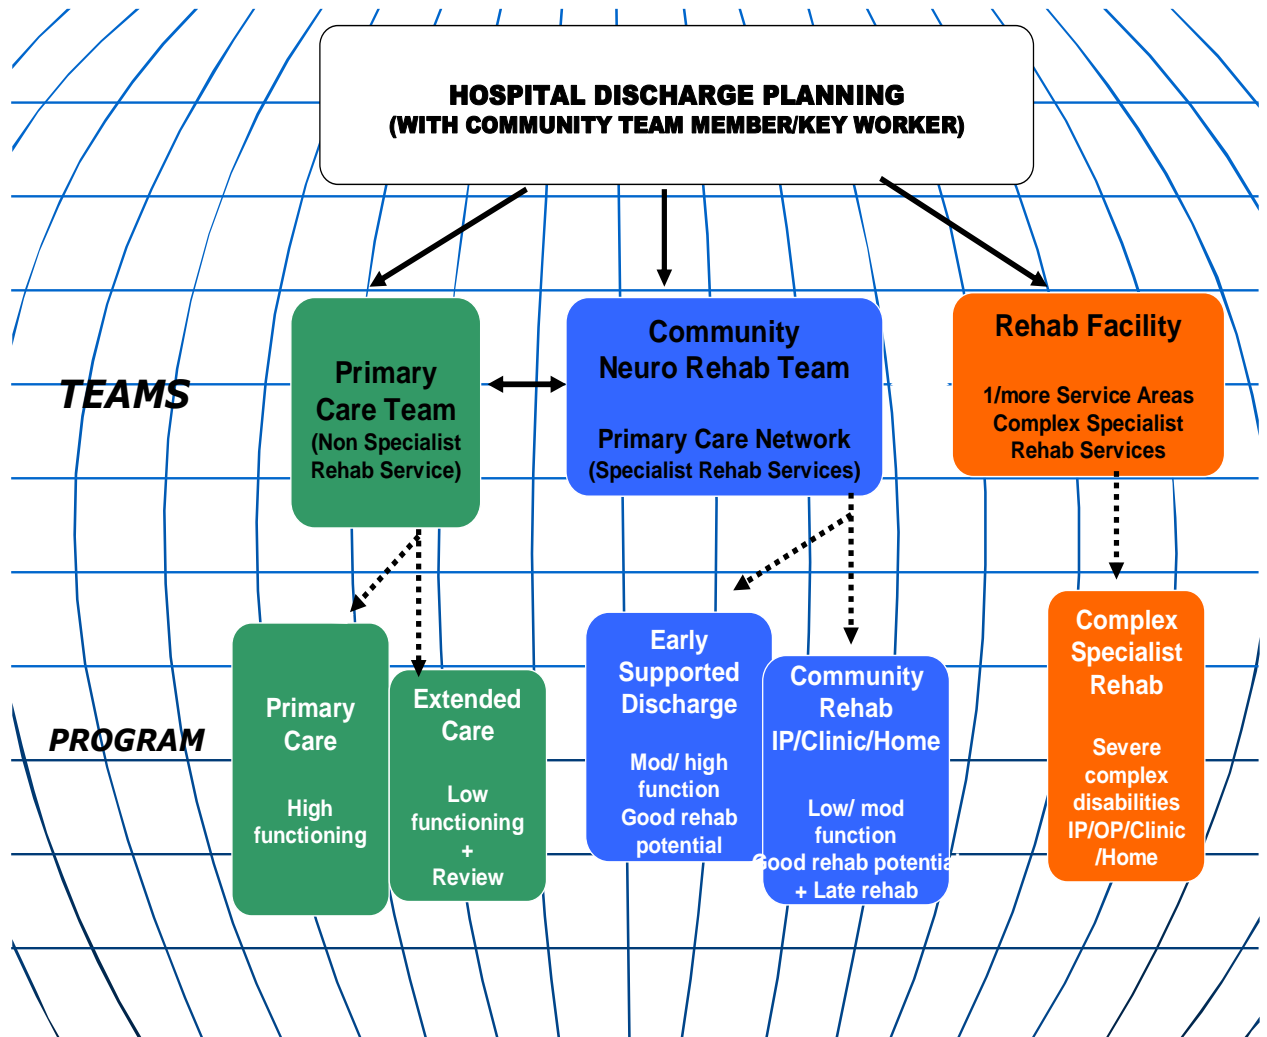 HOSPITAL DISCHARGE PLANNING
(WITH COMMUNITY TEAM MEMBER/KEY WORKER)
TEAMS
Primary
Care Team
(Non Specialist
Rehab Service)
Community
Neuro Rehab Team
Primary Care Network
(Specialist Rehab Services)
Rehab Facility
1/more Service Areas
Complex Specialist
Rehab Services
PROGRAM
Primary
Care
High
functioning
Extended
Care
Low
functioning
+
Review
Early
Supported
Discharge
Mod/ high
function
Good rehab
potential
Community
Rehab
IP/Clinic/Home
Low/ mod
function
Good rehab potential
+ Late rehab
Complex
Specialist
Rehab
Severe
complex
disabilities
IP/OP/Clinic
/Home